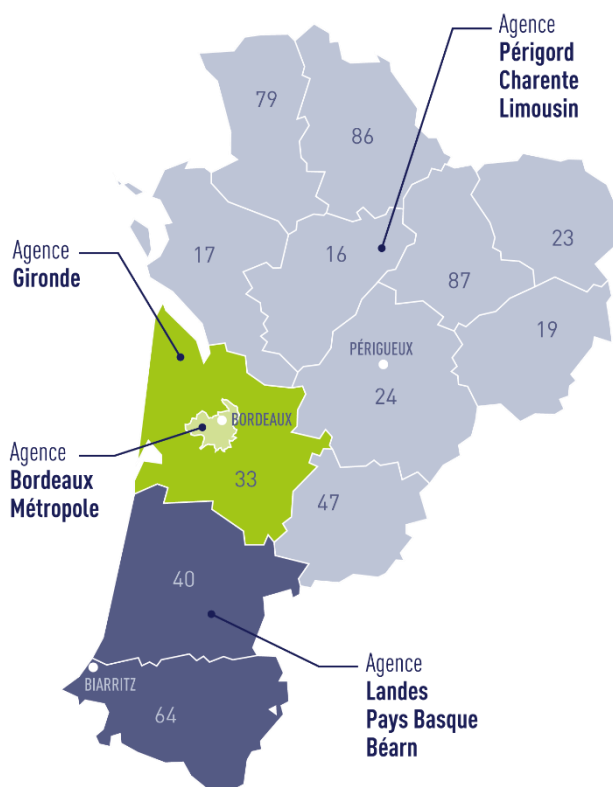 Agence
Périgord
Charente
Limousin
79
86
17
16
87
23
19
Agence
Gironde
PÉRIGUEUX
24
BORDEAUX
Agence
Bordeaux
Métropole
33
47
40
Agence
Landes
Pays Basque
Béarn
BIARRITZ
64